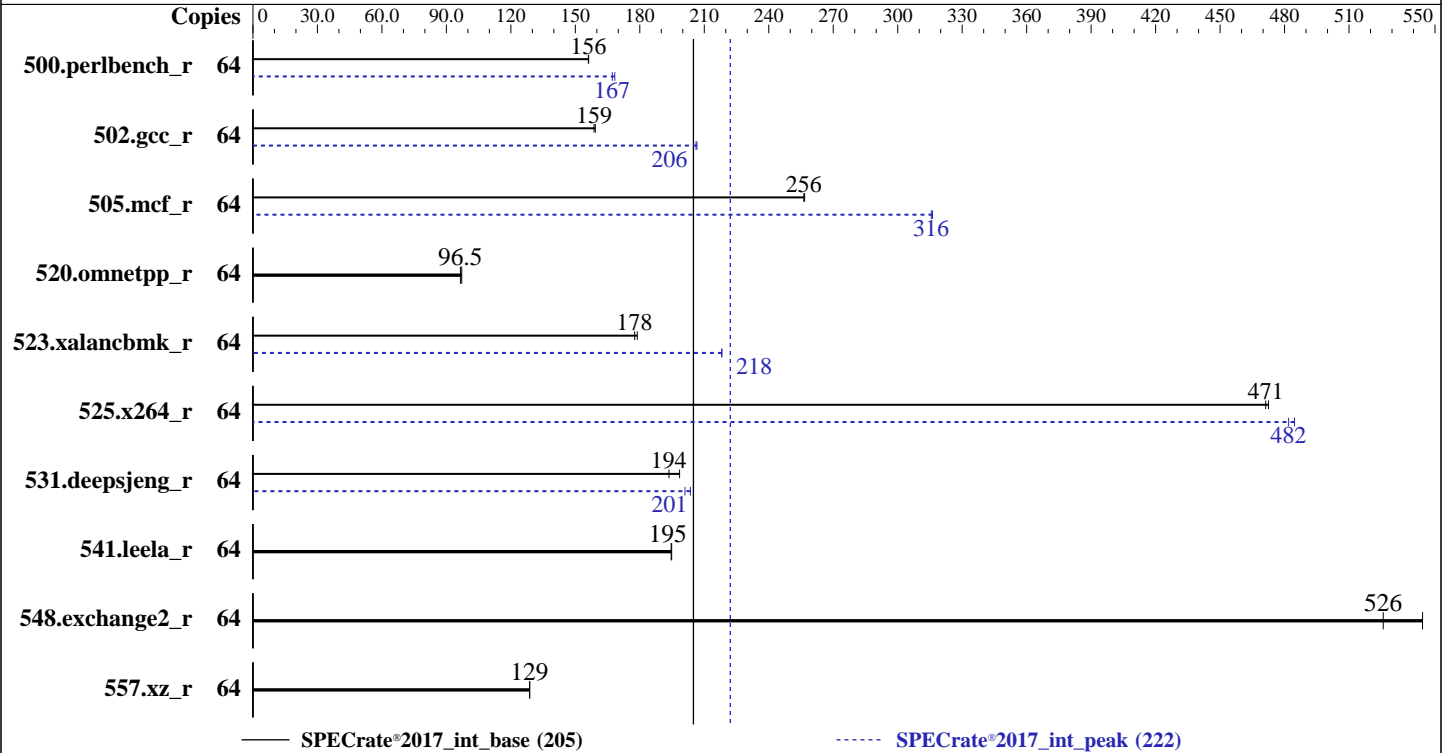 Copies 0 30.0 60.0 90.0 120 150 180 210 240 270 300 330 360 390 420 450 480 510 550
156
500.perlbench_r 64
167
159
502.gcc_r 64
206
256
505.mcf_r 64
316
96.5
520.omnetpp_r 64
178
523.xalancbmk_r 64
218
471
525.x264_r 64
482
194
531.deepsjeng_r 64
201
195
541.leela_r 64
526
548.exchange2_r 64
129
557.xz_r 64
SPECrate®2017_int_base (205) SPECrate®2017_int_peak (222)